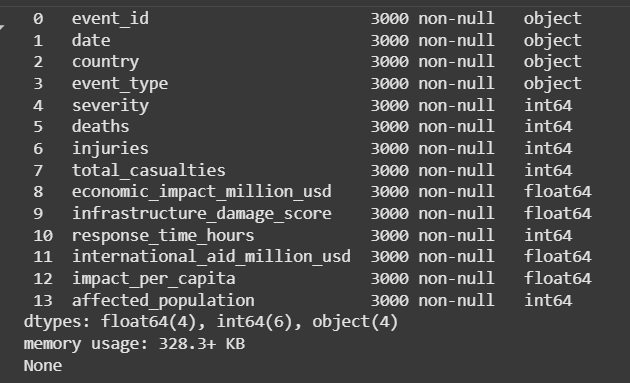 0 event_id 3000 non-null object
1 date 3000 non-null object
2 country 3000 non-null object
3 event_type 3000 non-null object
4 severity 3000 non-null int64
5 deaths 3000 non-null int64
6 injuries 3000 non-null int64
7 total_casualties 3000 non-null int64
8 economic_impact_million_usd 3000 non-null float64
9 infrastructure_damage_score 3000 non-null float64
10 response_time_hours 3000 non-null int64
11 international_aid_million_usd 3000 non-null float64
12 impact_per_capita 3000 non-null float64
13 affected_population 3000 non-null int64
dtypes: float64(4), int64(6), object(4)
memory usage: 328.3+ KB
None